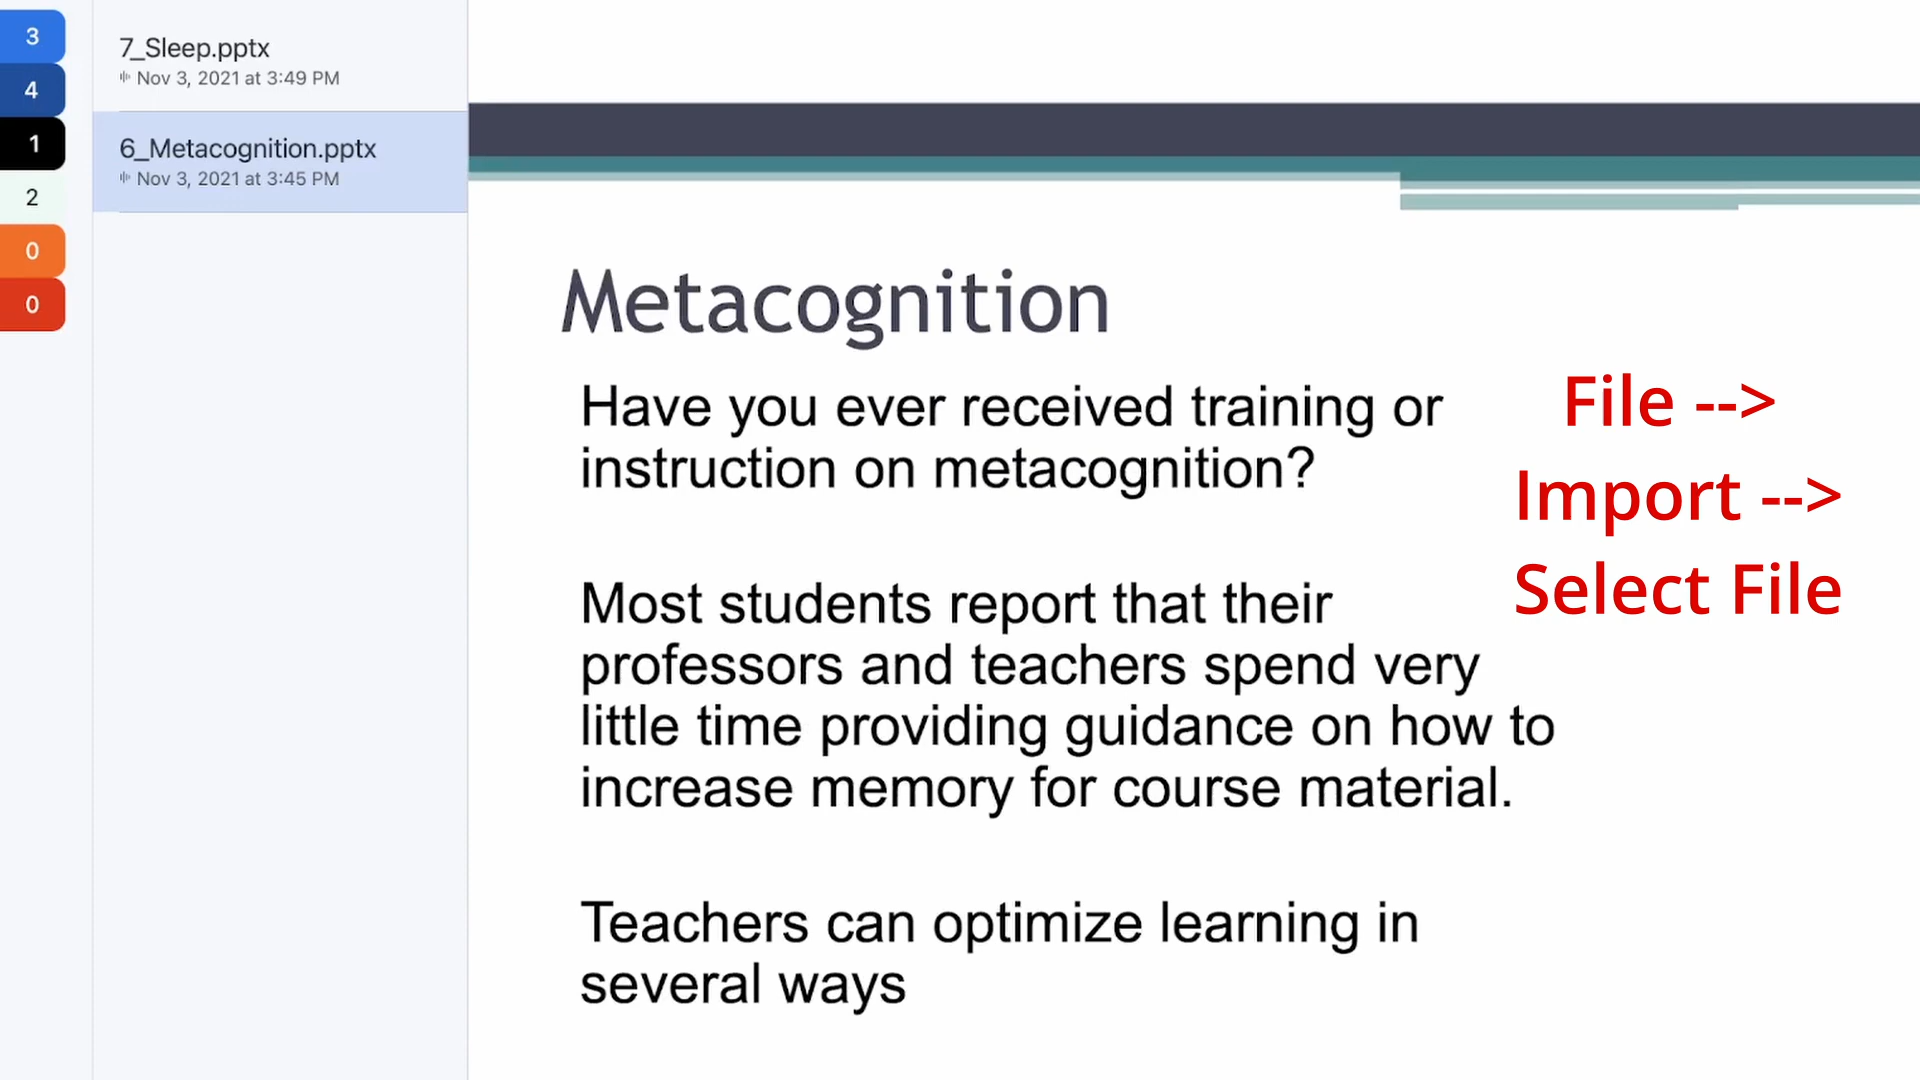 3
4
1
2
0
0
7_Sleep.pptx
Nov 3, 2021 at 3:49 PM
6_Metacognition.pptx
Nov 3, 2021 at 3:45 PM
Metacognition
Have you ever received training or
instruction on metacognition?
Most students report that their
professors and teachers spend very
little time providing guidance on how to
increase memory for course material.
Teachers can optimize learning in
several ways
File -->
Import -->
Select File